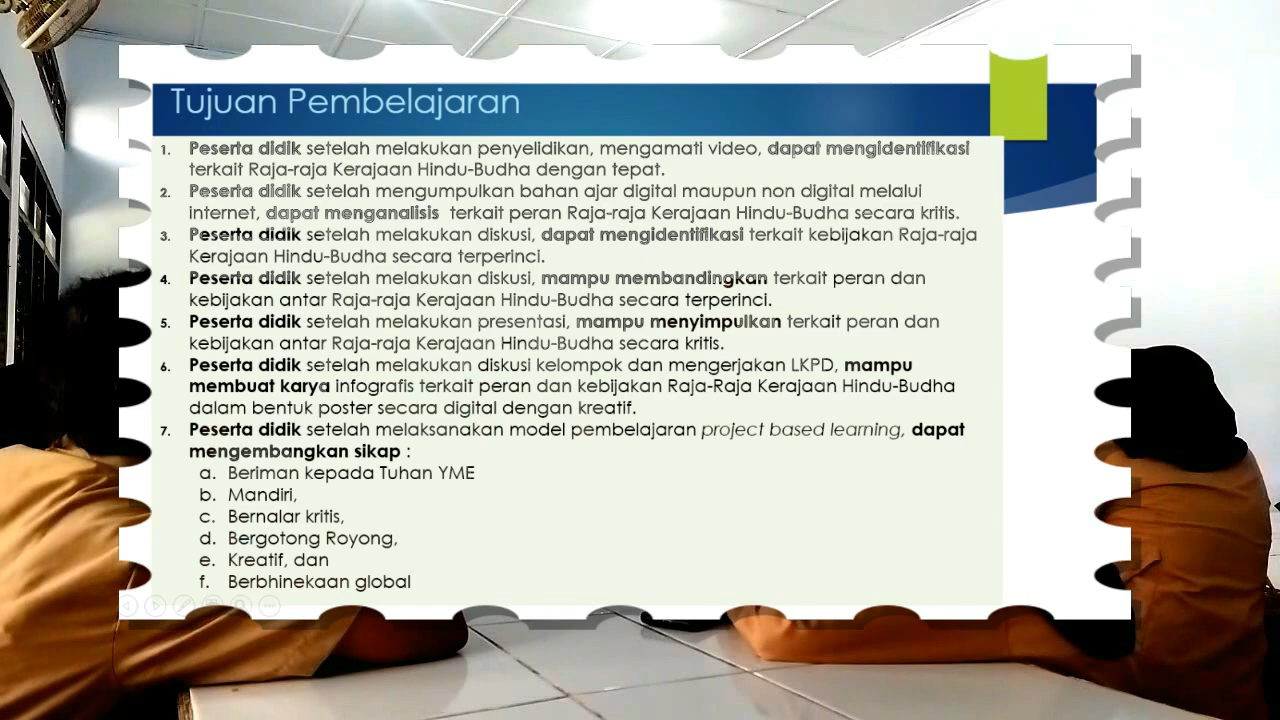 Tujuan Pembelajaran
1. Peserta didik setelah melakukan penyelidikan, mengamati video, dapat mengidentifikasi
terkait Raja-raja Kerajaan Hindu-Budha dengan tepat.
2. Peserta didik setelah mengumpulkan bahan ajar digital maupun non digital melalui
internet, dapat menganalisis terkait peran Raja-raja Kerajaan Hindu-Budha secara kritis.
3. Peserta didik setelah melakukan diskusi, dapat mengidentifikasi terkait kebijakan Raja-raja
Kerajaan Hindu-Budha secara terperinci.
4. Peserta didik setelah melakukan diskusi, mampu membandingkan terkait peran dan
kebijakan antar Raja-raja Kerajaan Hindu-Budha secara terperinci.
5. Peserta didik setelah melakukan presentasi, mampu menyimpulkan terkait peran dan
kebijakan antar Raja-raja Kerajaan Hindu-Budha secara kritis.
6. Peserta didik setelah melakukan diskusi kelompok dan mengerjakan LKPD, mampu
membuat karya infografis terkait peran dan kebijakan Raja-Raja Kerajaan Hindu-Budha
dalam bentuk poster secara digital dengan kreatif.
7. Peserta didik setelah melaksanakan model pembelajaran project based learning, dapat
mengembangkan sikap :
a. Beriman kepada Tuhan YME
b. Mandiri,
c. Bernalar kritis,
d. Bergotong Royong,
e. Kreatif, dan
f. Berbhinekaan global